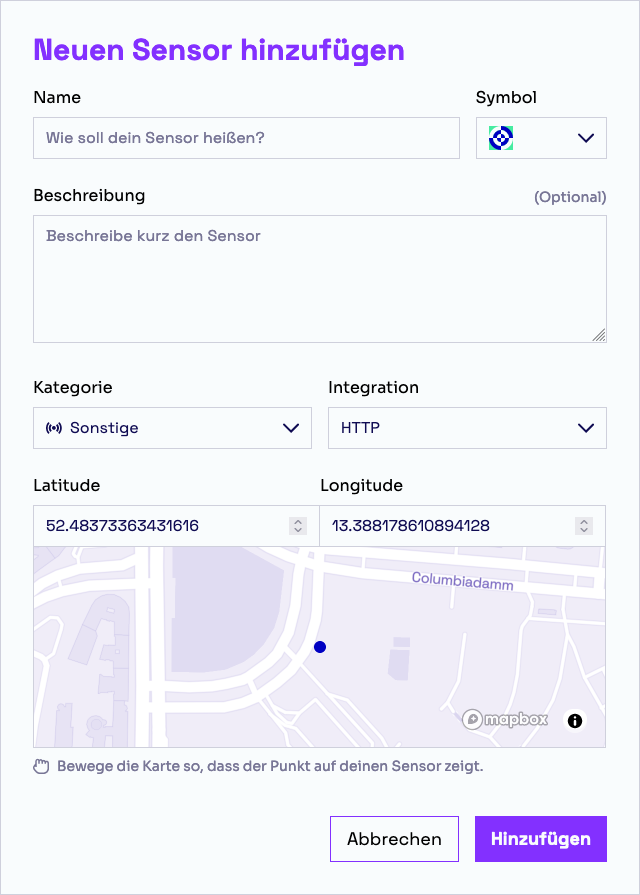 Neuen Sensor hinzufügen
Name
Symbol
Wie soll dein Sensor heißen?
Beschreibung
(Optional)
Beschreibe kurz den Sensor
Kategorie
Integration
Sonstige
HTTP
Latitude
Longitude
52.48373363431616
13.388178610894128
Columbiadamm
mapbox
Bewege die Karte so, dass der Punkt auf deinen Sensor zeigt.
Abbrechen
Hinzufügen